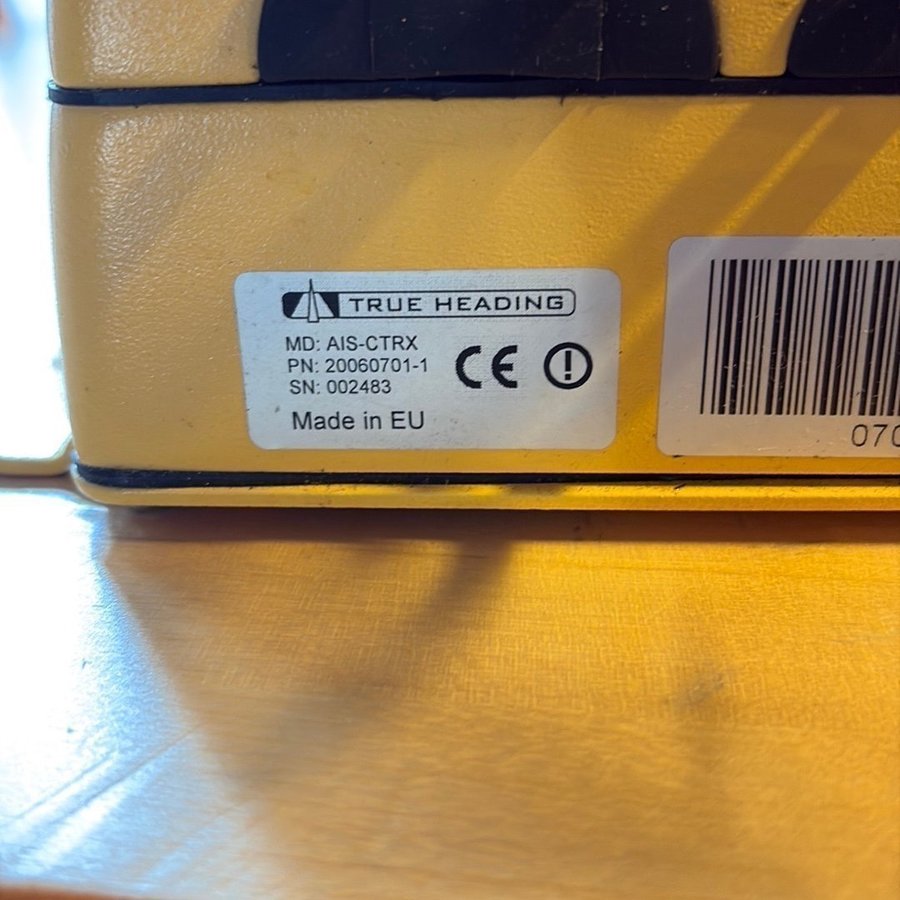 TRUE HEADING
MD: AIS-CTRX
PN: 20060701-1
SN: 002483
CE
Made in EU
070